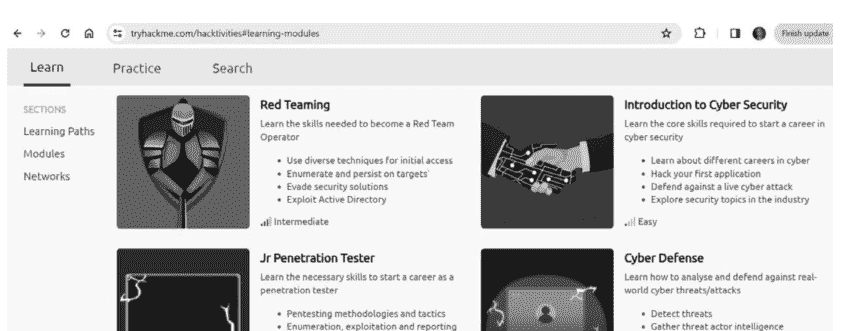 tryhackme.com/hacktivities#learning-modules
Finish update
Learn
Practice
Search
SECTIONS
Learning Paths
Modules
Networks
Red Teaming
Learn the skills needed to become a Red Team
Operator
• Use diverse techniques for initial access
• Enumerate and persist on targets`
• Evade security solutions
• Exploit Active Directory
Intermediate
Introduction to Cyber Security
Learn the core skills required to start a career in
cyber security
• Learn about different careers in cyber
• Hack your first application
• Defend against a live cyber attack
• Explore security topics in the industry
Easy
Jr Penetration Tester
Learn the necessary skills to start a career as a
penetration tester
• Pentesting methodologies and tactics
• Enumeration, exploitation and reporting
Cyber Defense
Learn how to analyse and defend against real-
world cyber threats/attacks
• Detect threats
• Gather threat actor intelligence